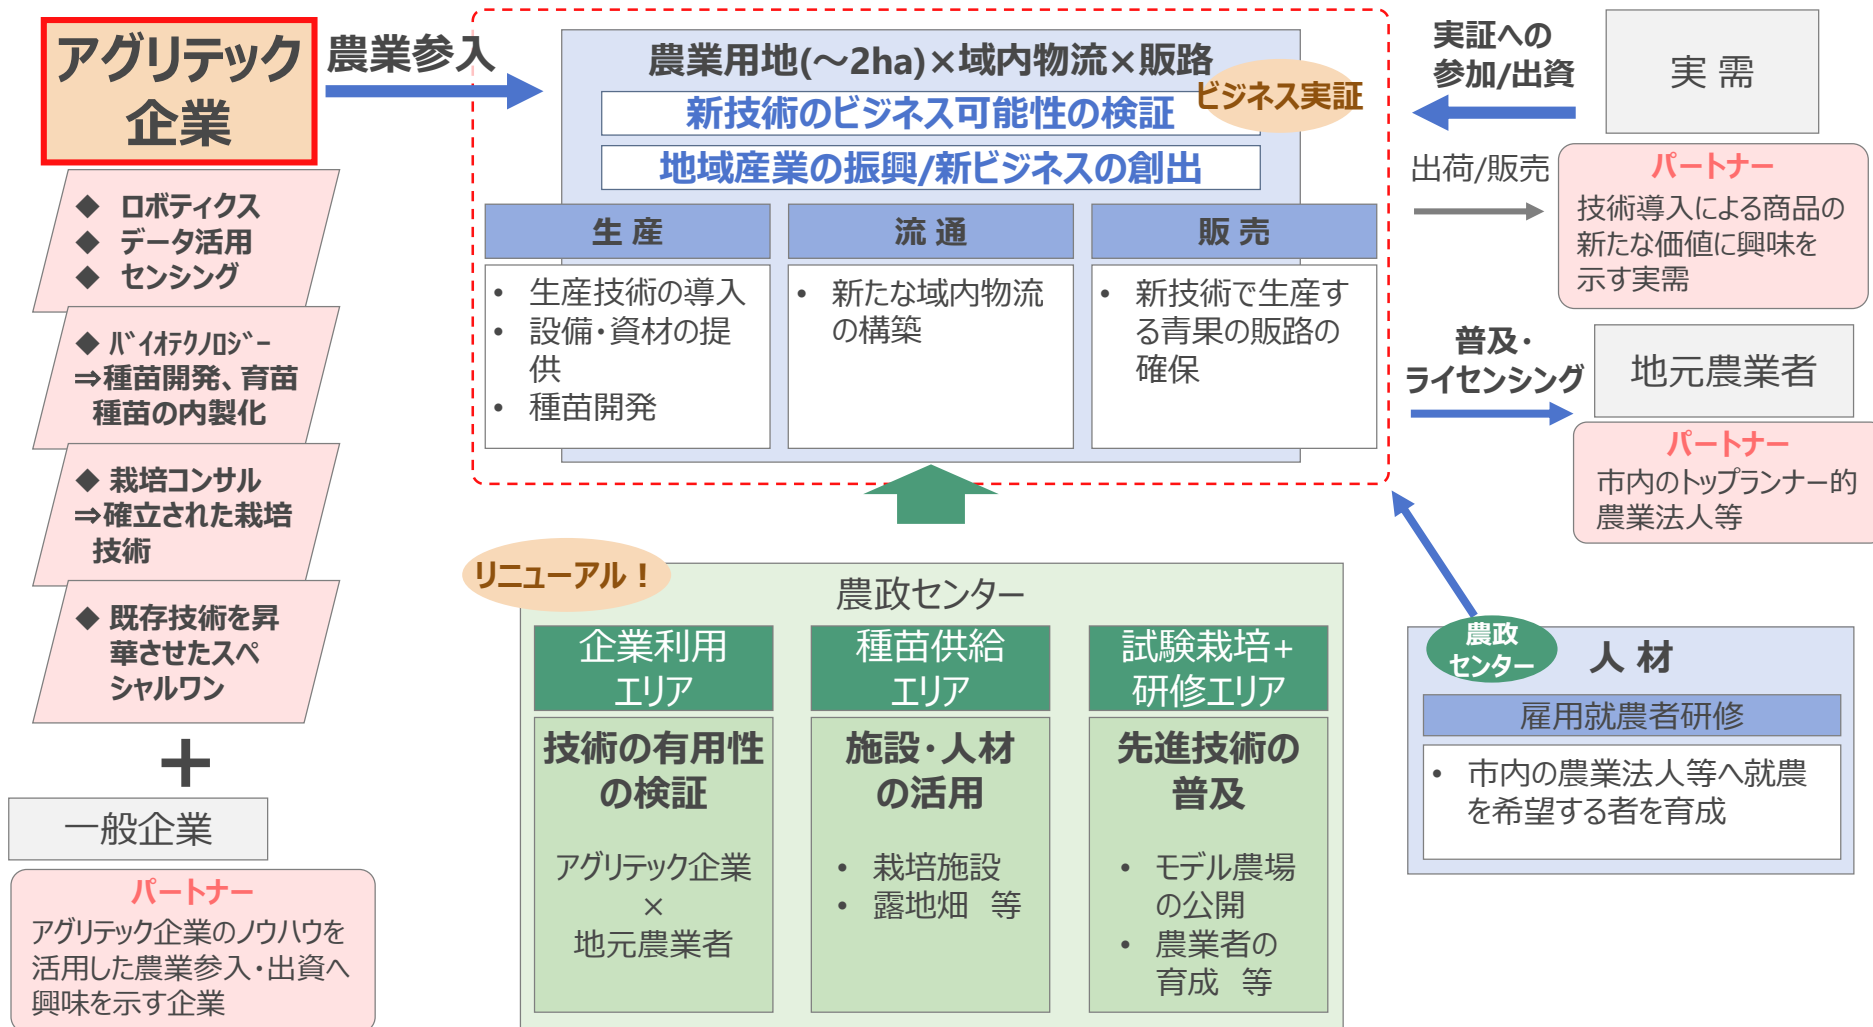 アグリテック
企業
◆ ロボティクス
◆ データ活用
◆ センシング
◆ バイオテクノロジー
⇒種苗開発、育苗
種苗の内製化
◆ 栽培コンサル
⇒確立された栽培
技術
◆ 既存技術を昇
華させたスペ
シャルワン
＋
一般企業
パートナー
アグリテック企業のノウハウを
活用した農業参入・出資へ
興味を示す企業
農業参入
農業用地(～2ha)×域内物流×販路
ビジネス実証
新技術のビジネス可能性の検証
地域産業の振興/新ビジネスの創出
生 産
• 生産技術の導入
• 設備・資材の提
供
• 種苗開発
流 通
• 新たな域内物流
の構築
販 売
• 新技術で生産す
る青果の販路の
確保
リニューアル！
農政センター
企業利用
エリア
技術の有用性
の検証
アグリテック企業
×
地元農業者
種苗供給
エリア
施設・人材
の活用
• 栽培施設
• 露地畑 等
試験栽培+
研修エリア
先進技術の
普及
• モデル農場
の公開
• 農業者の
育成 等
実証への
参加/出資
実 需
出荷/販売
パートナー
技術導入による商品の
新たな価値に興味を
示す実需
普及・
ライセンシング
地元農業者
パートナー
市内のトップランナー的
農業法人等
農政
センター
人 材
雇用就農者研修
• 市内の農業法人等へ就農
を希望する者を育成